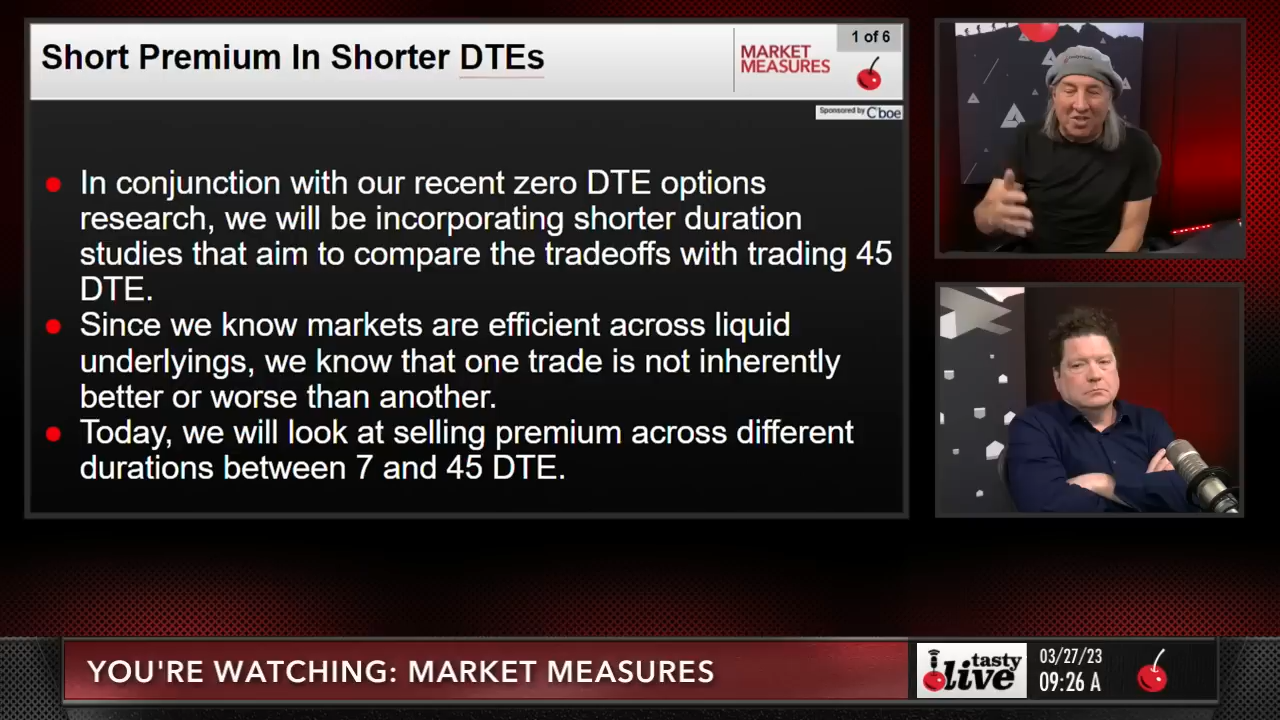 Short Premium In Shorter DTEs
MARKET
MEASURES
1 of 6
Sponsored by Cboe
In conjunction with our recent zero DTE options
research, we will be incorporating shorter duration
studies that aim to compare the tradeoffs with trading 45
DTE.
Since we know markets are efficient across liquid
underlyings, we know that one trade is not inherently
better or worse than another.
Today, we will look at selling premium across different
durations between 7 and 45 DTE.
YOU'RE WATCHING: MARKET MEASURES
tasty
live
03/27/23
09:26 A